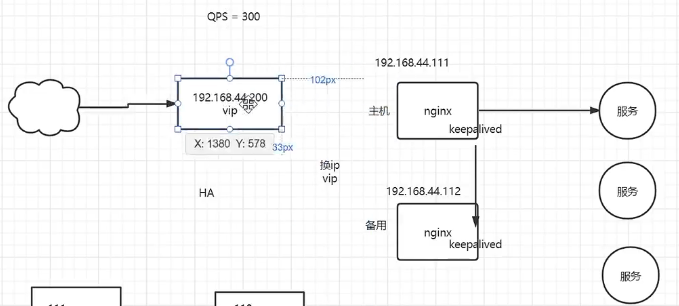 QPS = 300
192.168.44.111
102px
192.168.44.200
vip
主机
nginx
keepalived
服务
X: 1380 Y: 578
33px
换ip
vip
HA
192.168.44.112
服务
备用
nginx
keepalived
服务